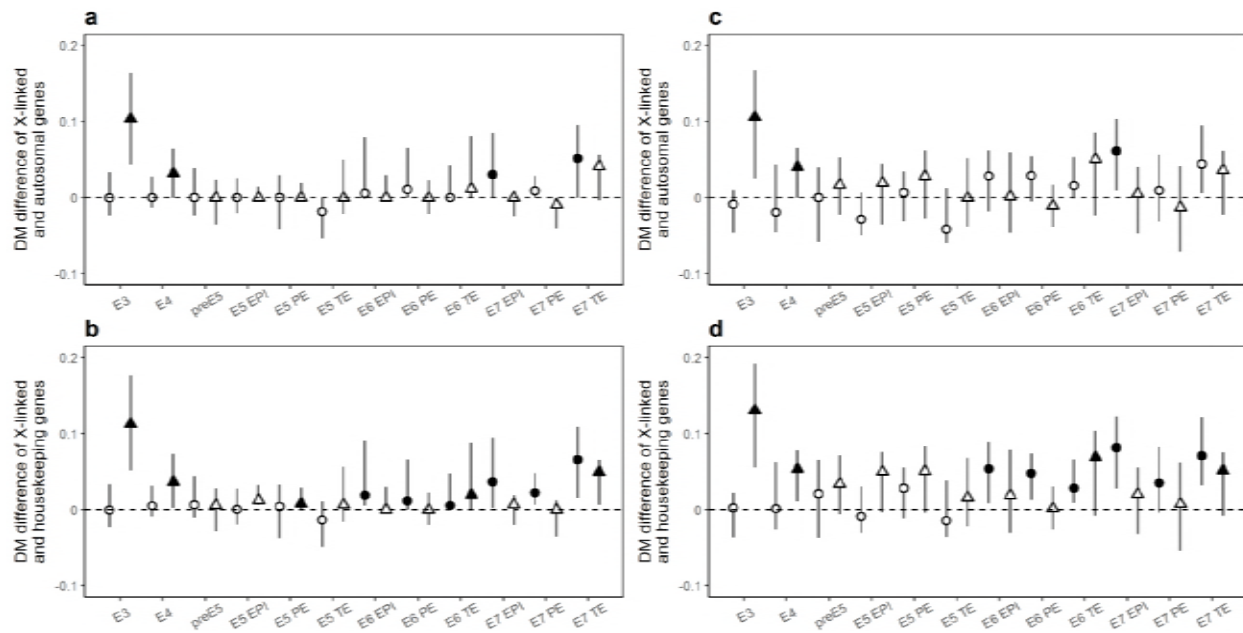 a
DM difference of X-linked
and autosomal genes
0.2
0.1
0
-0.1
E3 E4 preE5 E5 EPI E5 PE E5 TE E6 EPI E6 PE E6 TE E7 EPI E7 PE E7 TE
c
DM difference of X-linked
and autosomal genes
0.2
0.1
0
-0.1
E3 E4 preE5 E5 EPI E5 PE E5 TE E6 EPI E6 PE E6 TE E7 EPI E7 PE E7 TE
b
DM difference of X-linked
and housekeeping genes
0.2
0.1
0
-0.1
E3 E4 preE5 E5 EPI E5 PE E5 TE E6 EPI E6 PE E6 TE E7 EPI E7 PE E7 TE
d
DM difference of X-linked
and housekeeping genes
0.2
0.1
0
-0.1
E3 E4 preE5 E5 EPI E5 PE E5 TE E6 EPI E6 PE E6 TE E7 EPI E7 PE E7 TE